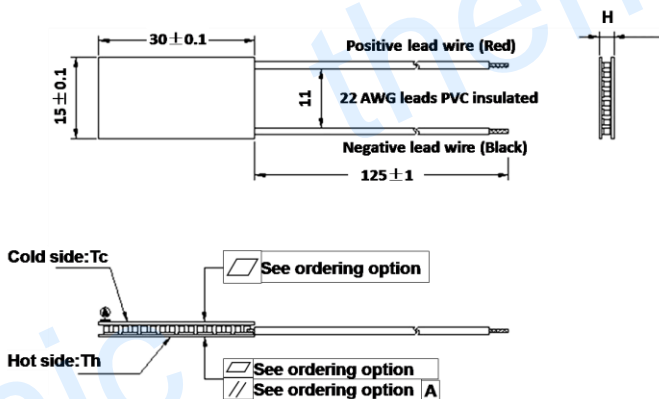 30±0.1
Positive lead wire (Red)
H
15±0.1
11
22 AWG leads PVC insulated
Negative lead wire (Black)
125±1
Cold side:Tc
See ordering option
A
Hot side:Th
See ordering option
// See ordering option A